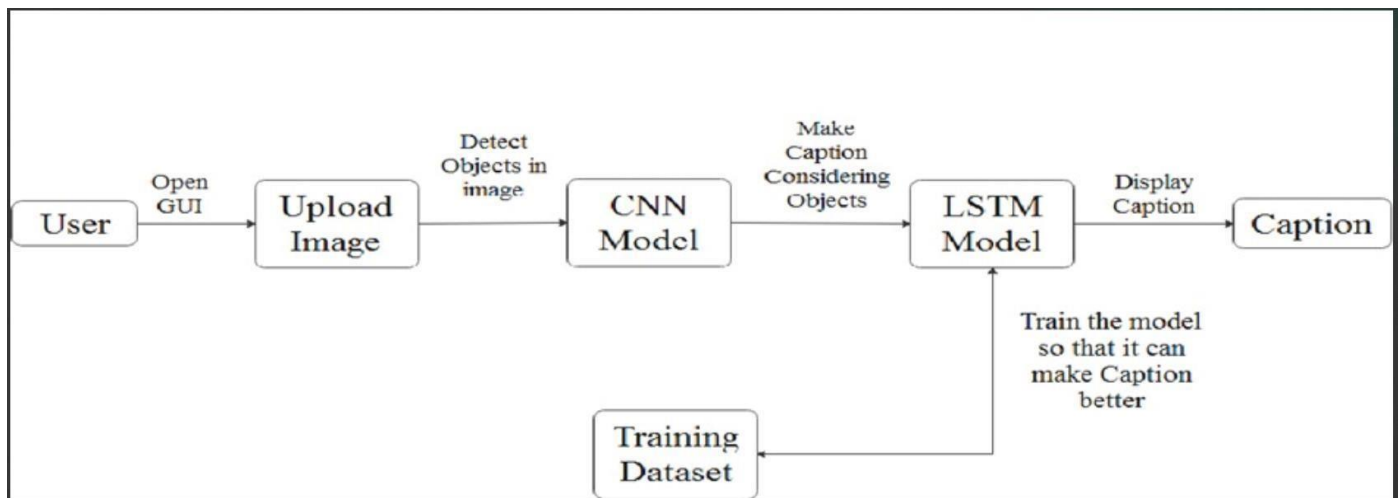 User
Open
GUI
Upload
Image
Detect
Objects in
image
CNN
Model
Make
Caption
Considering
Objects
LSTM
Model
Display
Caption
Caption
Train the model
so that it can
make Caption
better
Training
Dataset